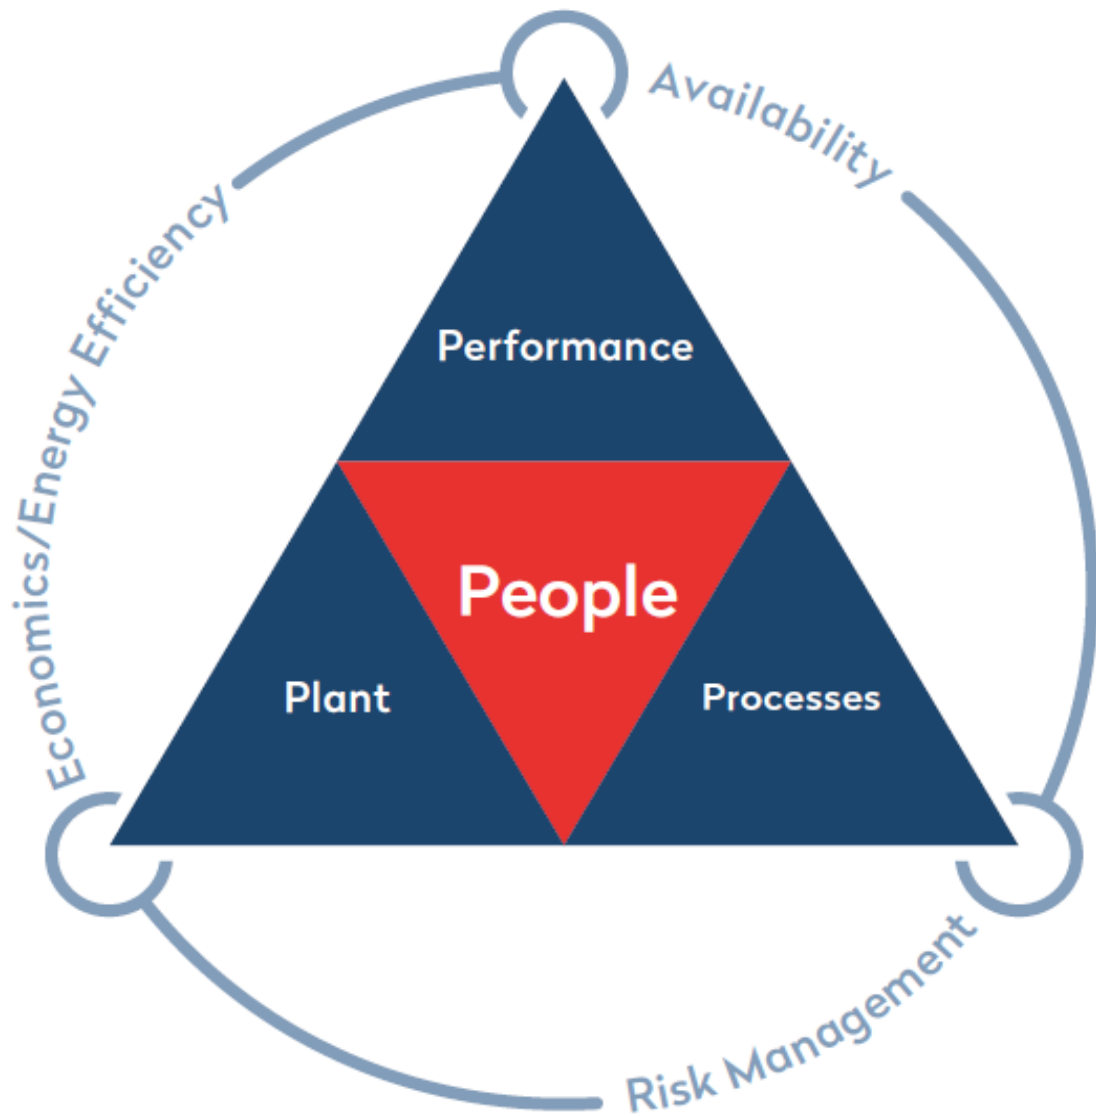 Availability
Economics/Energy Efficiency
Performance
People
Plant
Processes
Risk Management